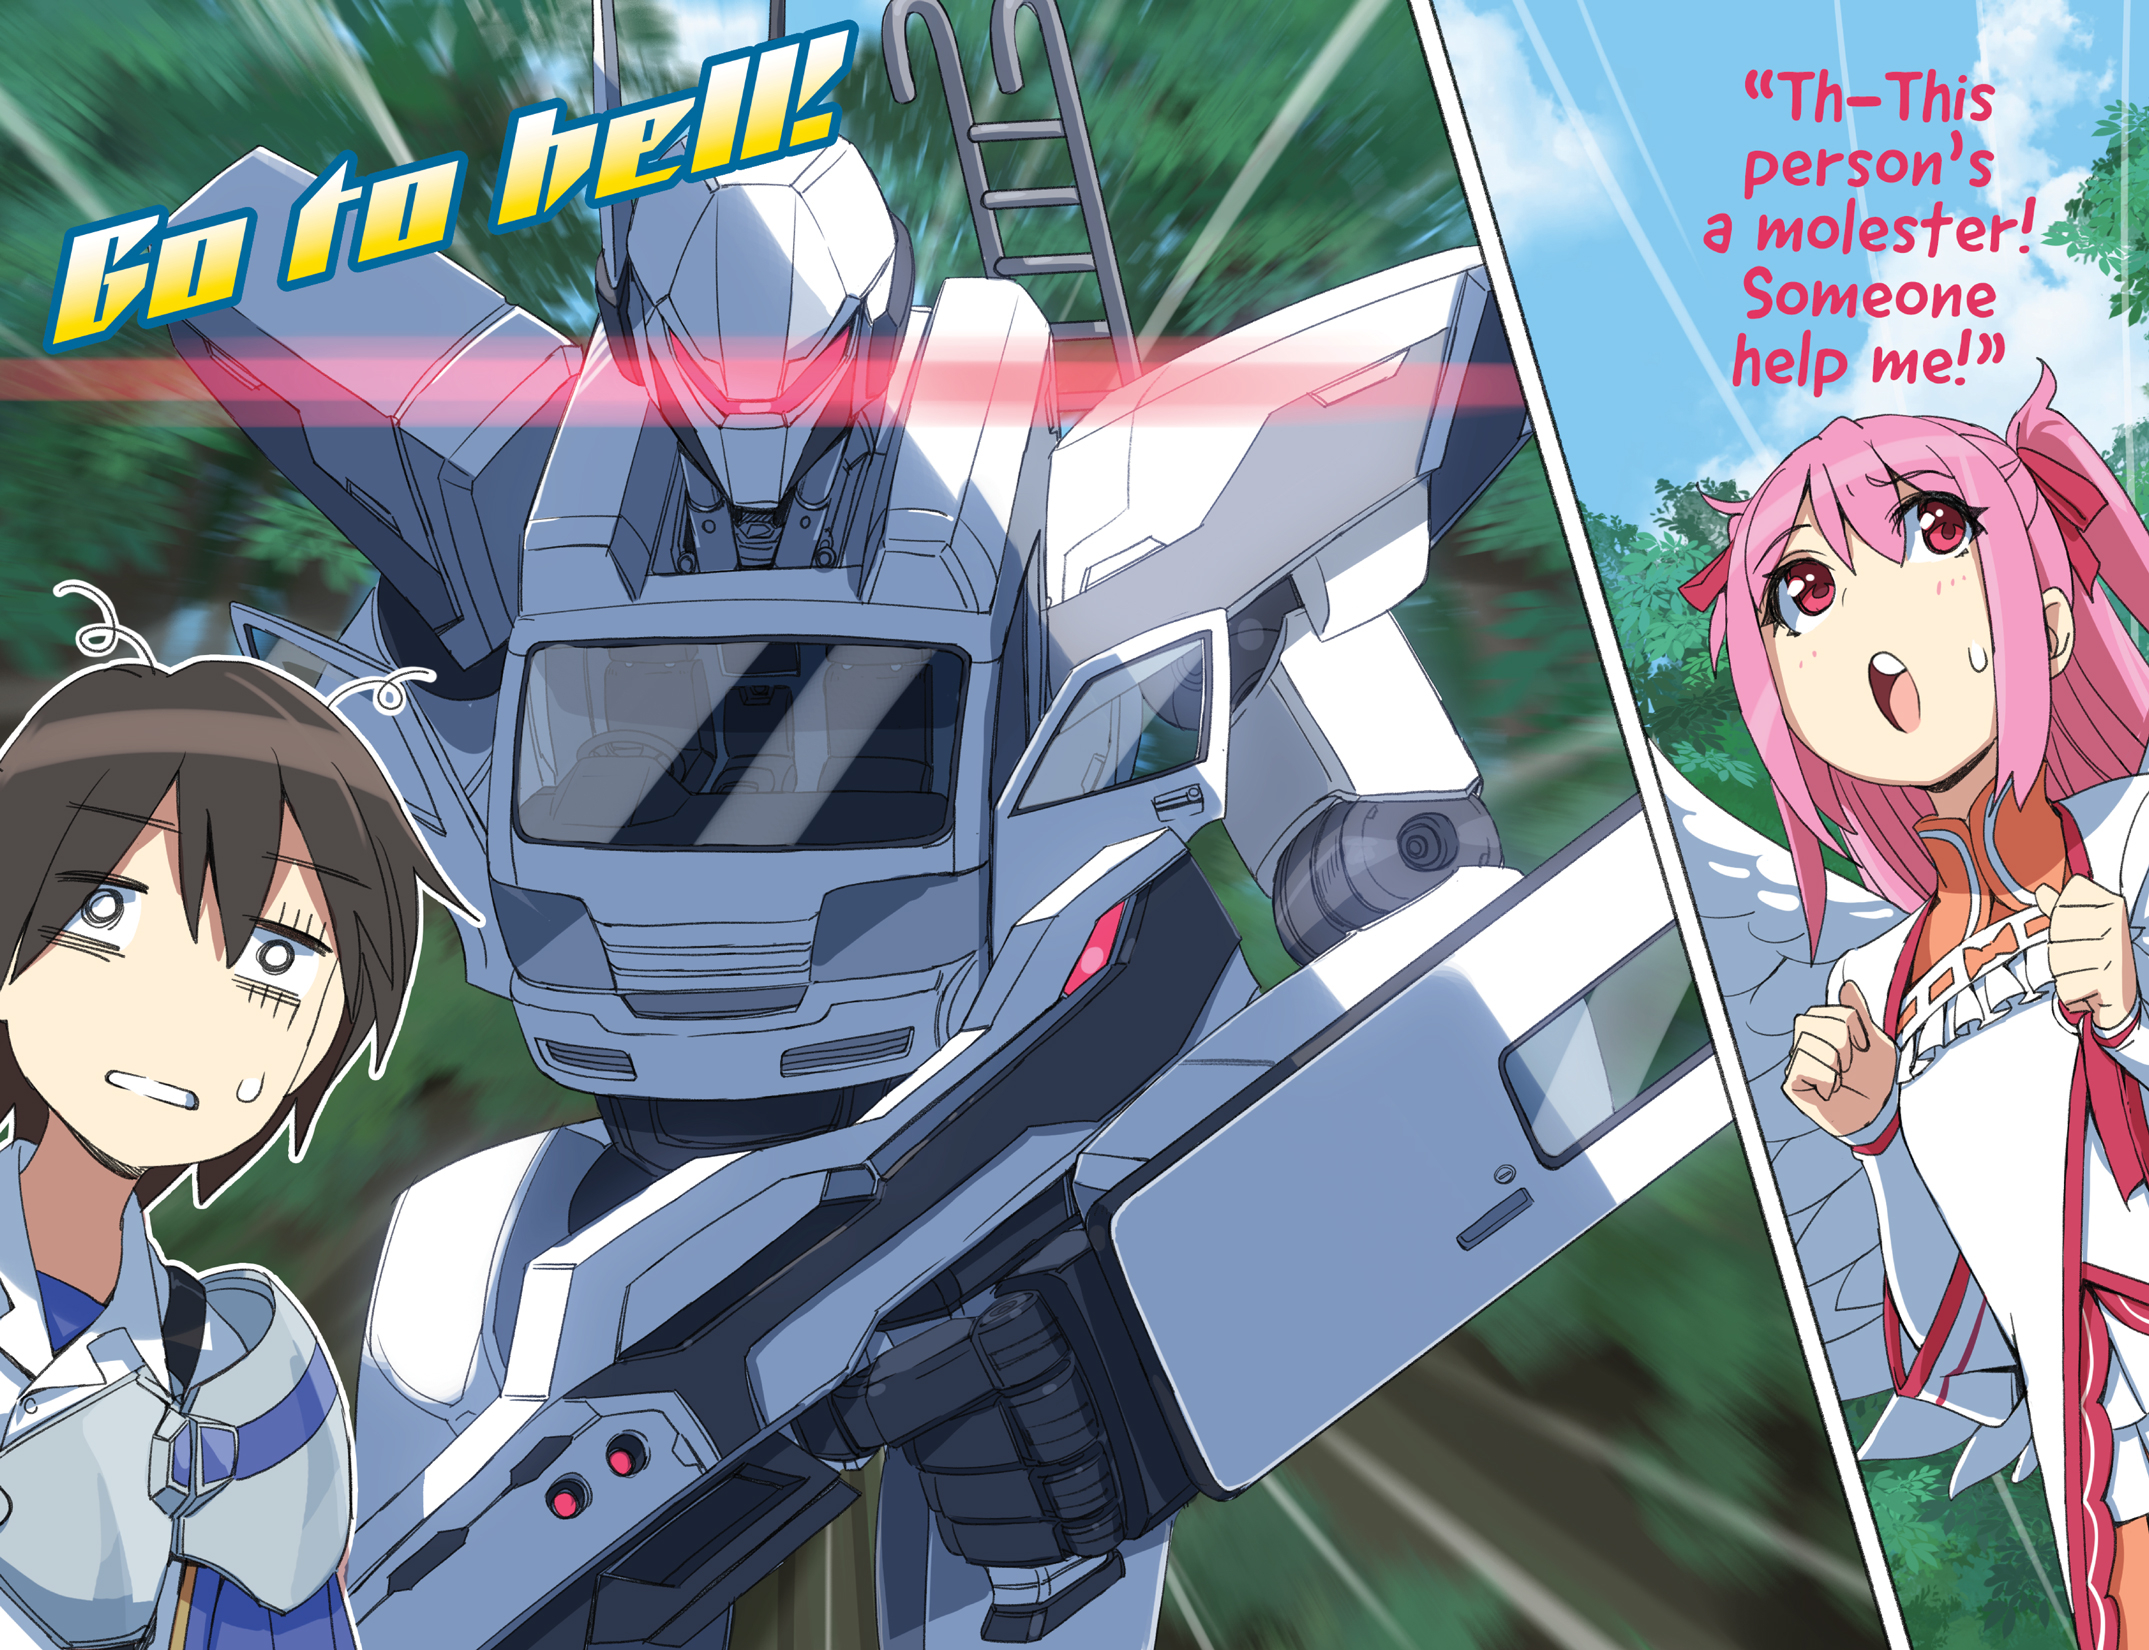 Go to hell!
“Th–This
person’s
a molester!
Someone
help me!”